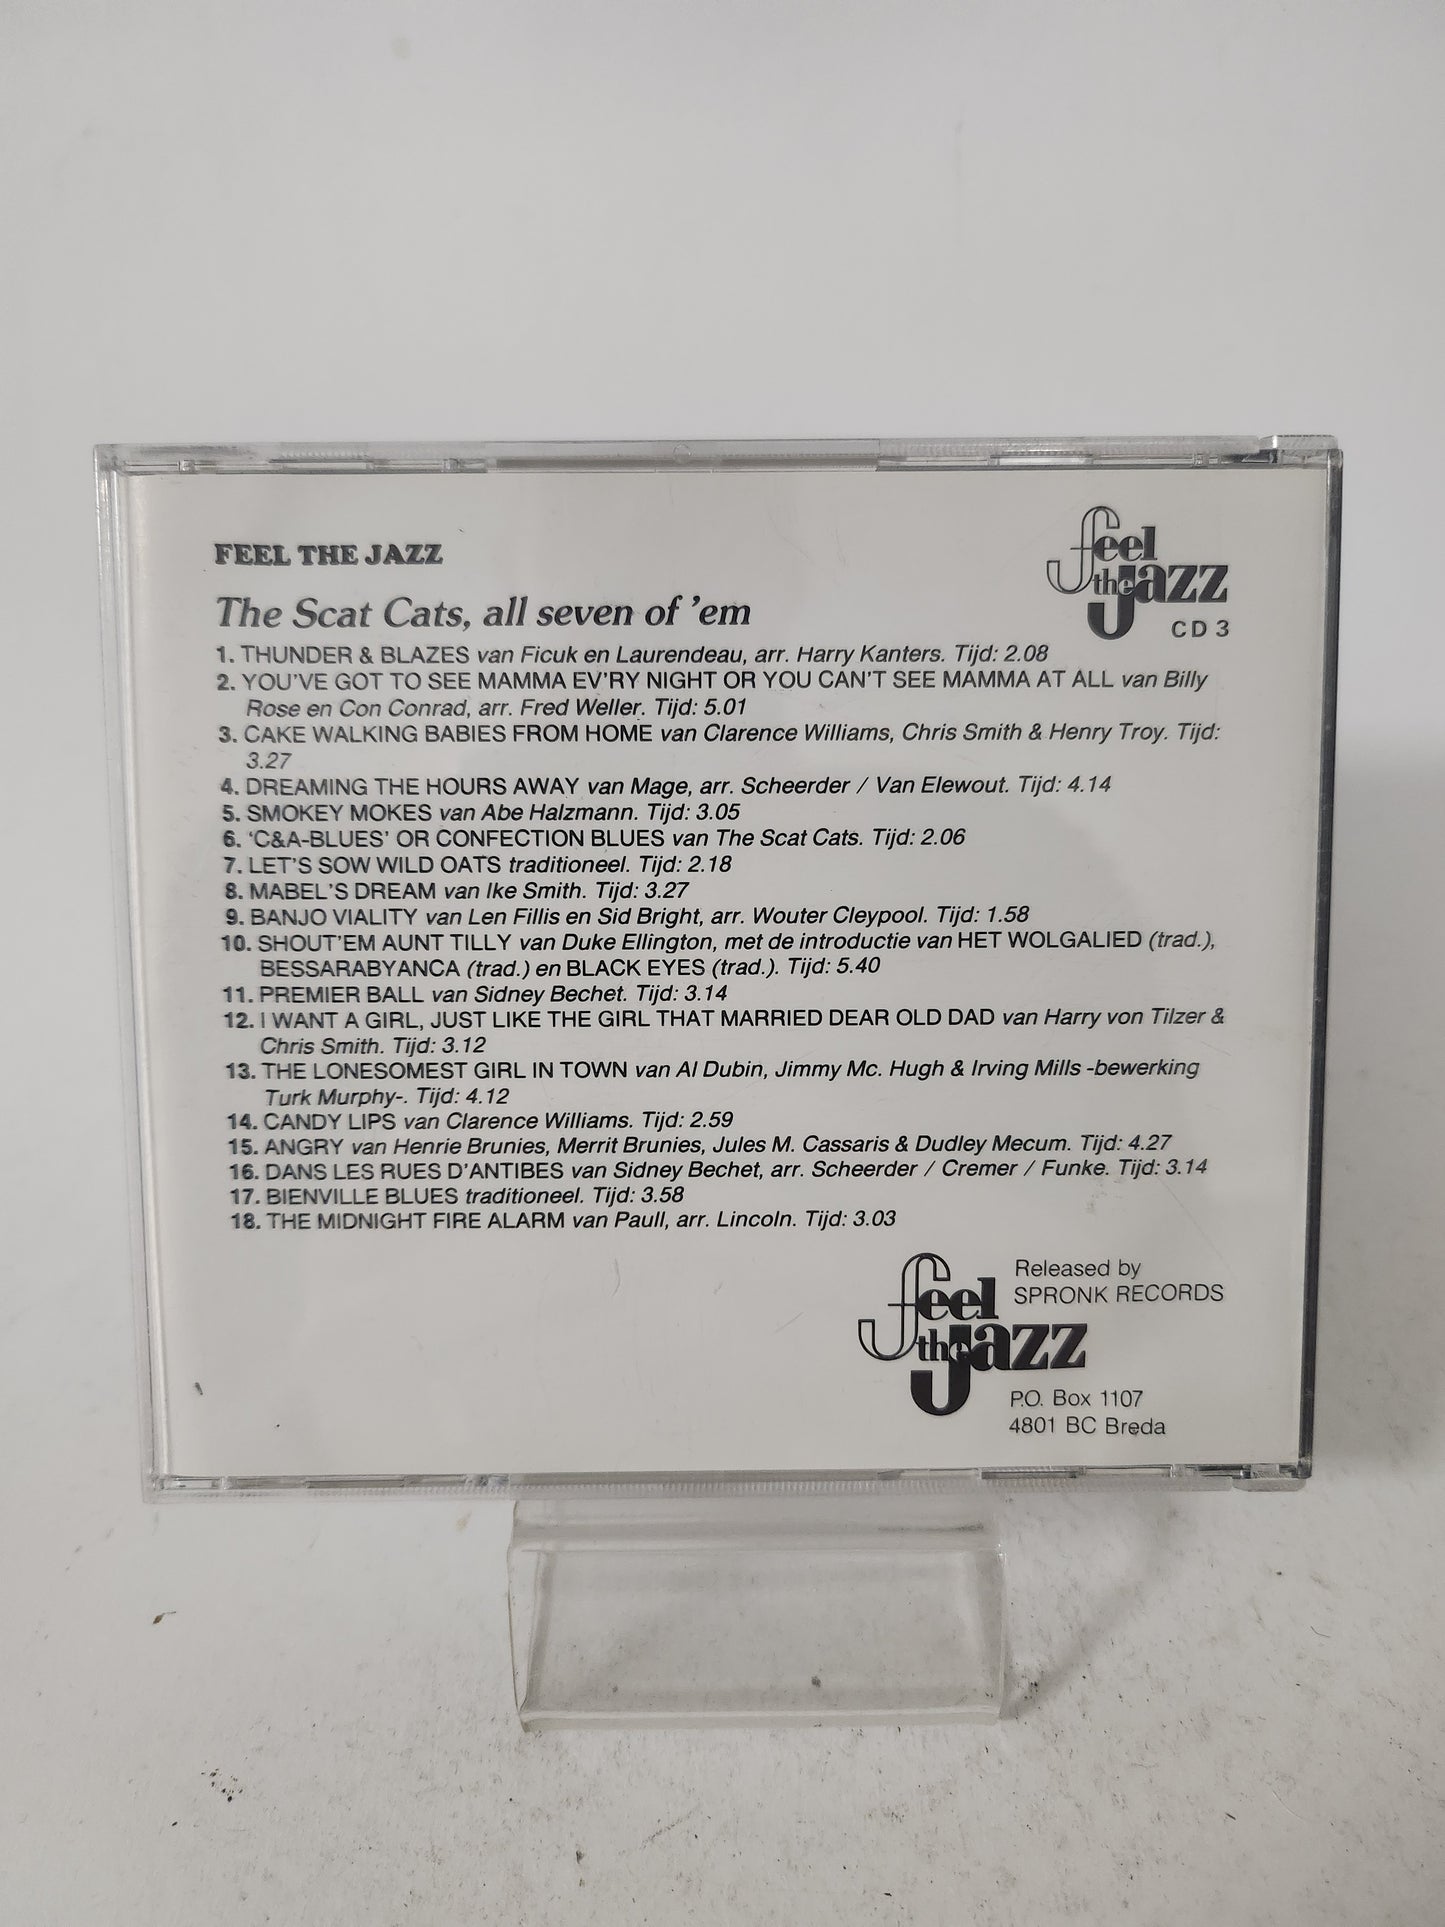 FEEL THE JAZZ
feel
the Jazz
CD 3
The Scat Cats, all seven of 'em
1. THUNDER & BLAZES van Ficuk en Laurendeau, arr. Harry Kanters. Tijd: 2.08
2. YOU'VE GOT TO SEE MAMMA EV'RY NIGHT OR YOU CAN'T SEE MAMMA AT ALL van Billy
Rose en Con Conrad, arr. Fred Weller. Tijd: 5.01
3. CAKE WALKING BABIES FROM HOME van Clarence Williams, Chris Smith & Henry Troy. Tijd:
3.27
4. DREAMING THE HOURS AWAY van Mage, arr. Scheerder / Van Elewout. Tijd: 4.14
5. SMOKEY MOKES van Abe Halzmann. Tijd: 3.05
6. 'C&A-BLUES' OR CONFECTION BLUES van The Scat Cats. Tijd: 2.06
7. LET'S SOW WILD OATS traditioneel. Tijd: 2.18
8. MABEL'S DREAM van Ike Smith. Tijd: 3.27
9. BANJO VIALITY van Len Fillis en Sid Bright, arr. Wouter Cleypool. Tijd: 1.58
10. SHOUT'EM AUNT TILLY van Duke Ellington, met de introductie van HET WOLGALIED (trad.),
BESSARABYANCA (trad.) en BLACK EYES (trad.). Tijd: 5.40
11. PREMIER BALL van Sidney Bechet. Tijd: 3.14
12. I WANT A GIRL, JUST LIKE THE GIRL THAT MARRIED DEAR OLD DAD van Harry von Tilzer &
Chris Smith. Tijd: 3.12
13. THE LONESOMEST GIRL IN TOWN van Al Dubin, Jimmy Mc. Hugh & Irving Mills -bewerking
Turk Murphy-. Tijd: 4.12
14. CANDY LIPS van Clarence Williams. Tijd: 2.59
15. ANGRY van Henrie Brunies, Merrit Brunies, Jules M. Cassaris & Dudley Mecum. Tijd: 4.27
16. DANS LES RUES D'ANTIBES van Sidney Bechet, arr. Scheerder / Cremer / Funke. Tijd: 3.14
17. BIENVILLE BLUES traditioneel. Tijd: 3.58
18. THE MIDNIGHT FIRE ALARM van Paull, arr. Lincoln. Tijd: 3.03
Released by
SPRONK RECORDS
feel
the Jazz
P.O. Box 1107
4801 BC Breda